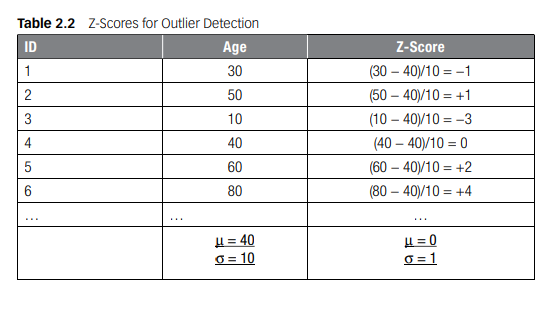 Table 2.2 Z-Scores for Outlier Detection
ID Age Z-Score
1 30 (30 – 40)/10 = –1
2 50 (50 – 40)/10 = +1
3 10 (10 – 40)/10 = –3
4 40 (40 – 40)/10 = 0
5 60 (60 – 40)/10 = +2
6 80 (80 – 40)/10 = +4
… … …
μ = 40 μ = 0
σ = 10 σ = 1